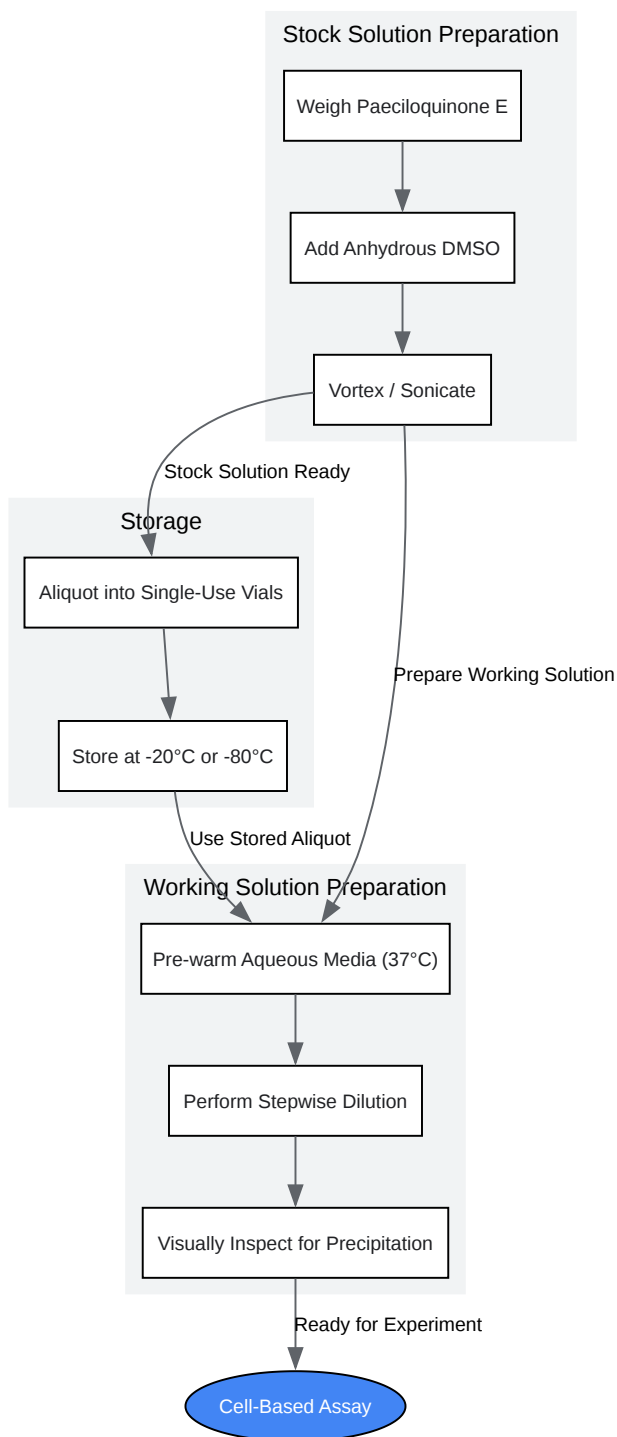 Stock Solution Preparation
Weigh Paeciloquinone E
Add Anhydrous DMSO
Vortex / Sonicate
Stock Solution Ready
Storage
Aliquot into Single-Use Vials
Prepare Working Solution
Store at -20°C or -80°C
Use Stored Aliquot
Working Solution Preparation
Pre-warm Aqueous Media (37°C)
Perform Stepwise Dilution
Visually Inspect for Precipitation
Ready for Experiment
Cell-Based Assay